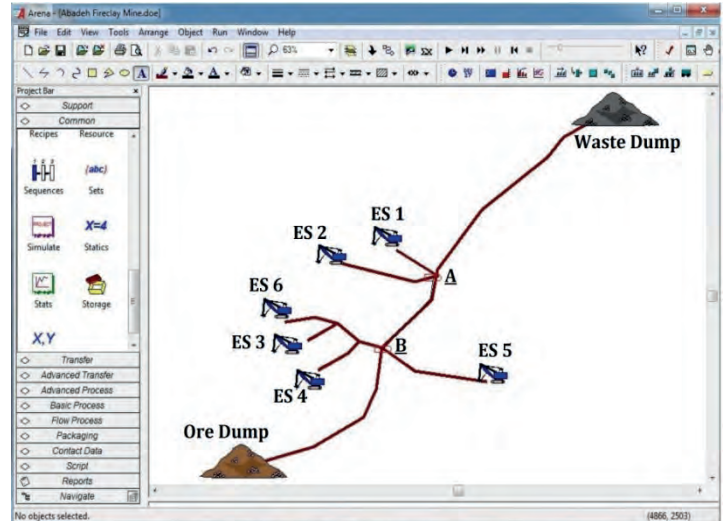 Arena - [Abadeh Fireclay Mine.doe]
File Edit View Tools Arrange Object Run Window Help
63%
Project Bar
Support
Common
Recipes Resource
(abc)
Sequences Sets
X=4
Simulate Statics
Stats Storage
X,Y
Transfer
Advanced Transfer
Advanced Process
Basic Process
Flow Process
Packaging
Contact Data
Script
Reports
Navigate
Waste Dump
ES 1
ES 2
A
ES 6
ES 3
B
ES 5
ES 4
Ore Dump
No objects selected.
(4866, 2503)